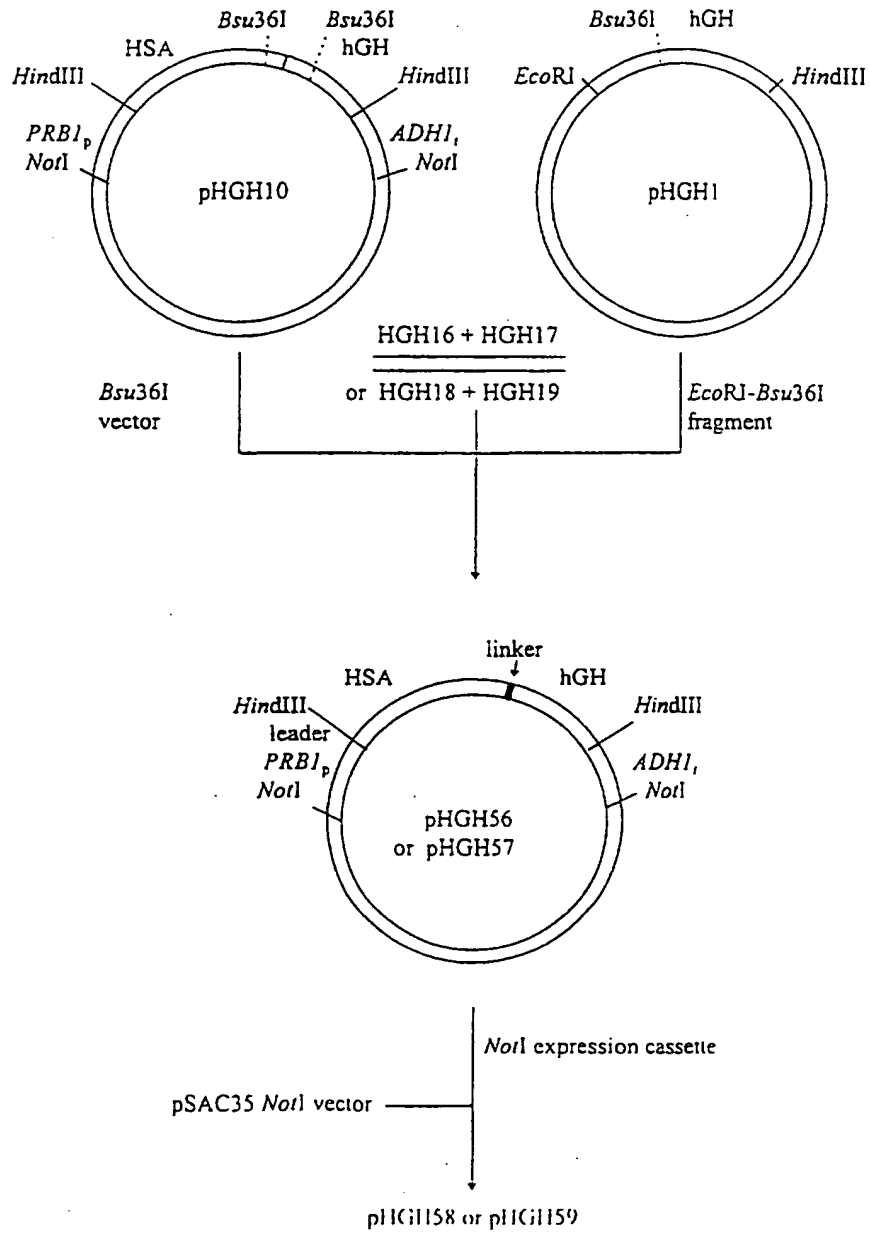 Bsu36I
Bsu36I
HSA
hGH
HindIII
HindIII
PRB1p
ADH1t
NotI
NotI
pHGH10
Bsu36I
hGH
EcoRI
HindIII
pHGH1
HGH16 + HGH17
or HGH18 + HGH19
Bsu36I
vector
EcoRI-Bsu36I
fragment
linker
HSA
hGH
HindIII
HindIII
leader
PRB1p
ADH1t
NotI
NotI
pHGH56
or pHGH57
NotI expression cassette
pSAC35 NotI vector
pHGH58 or pHGH59